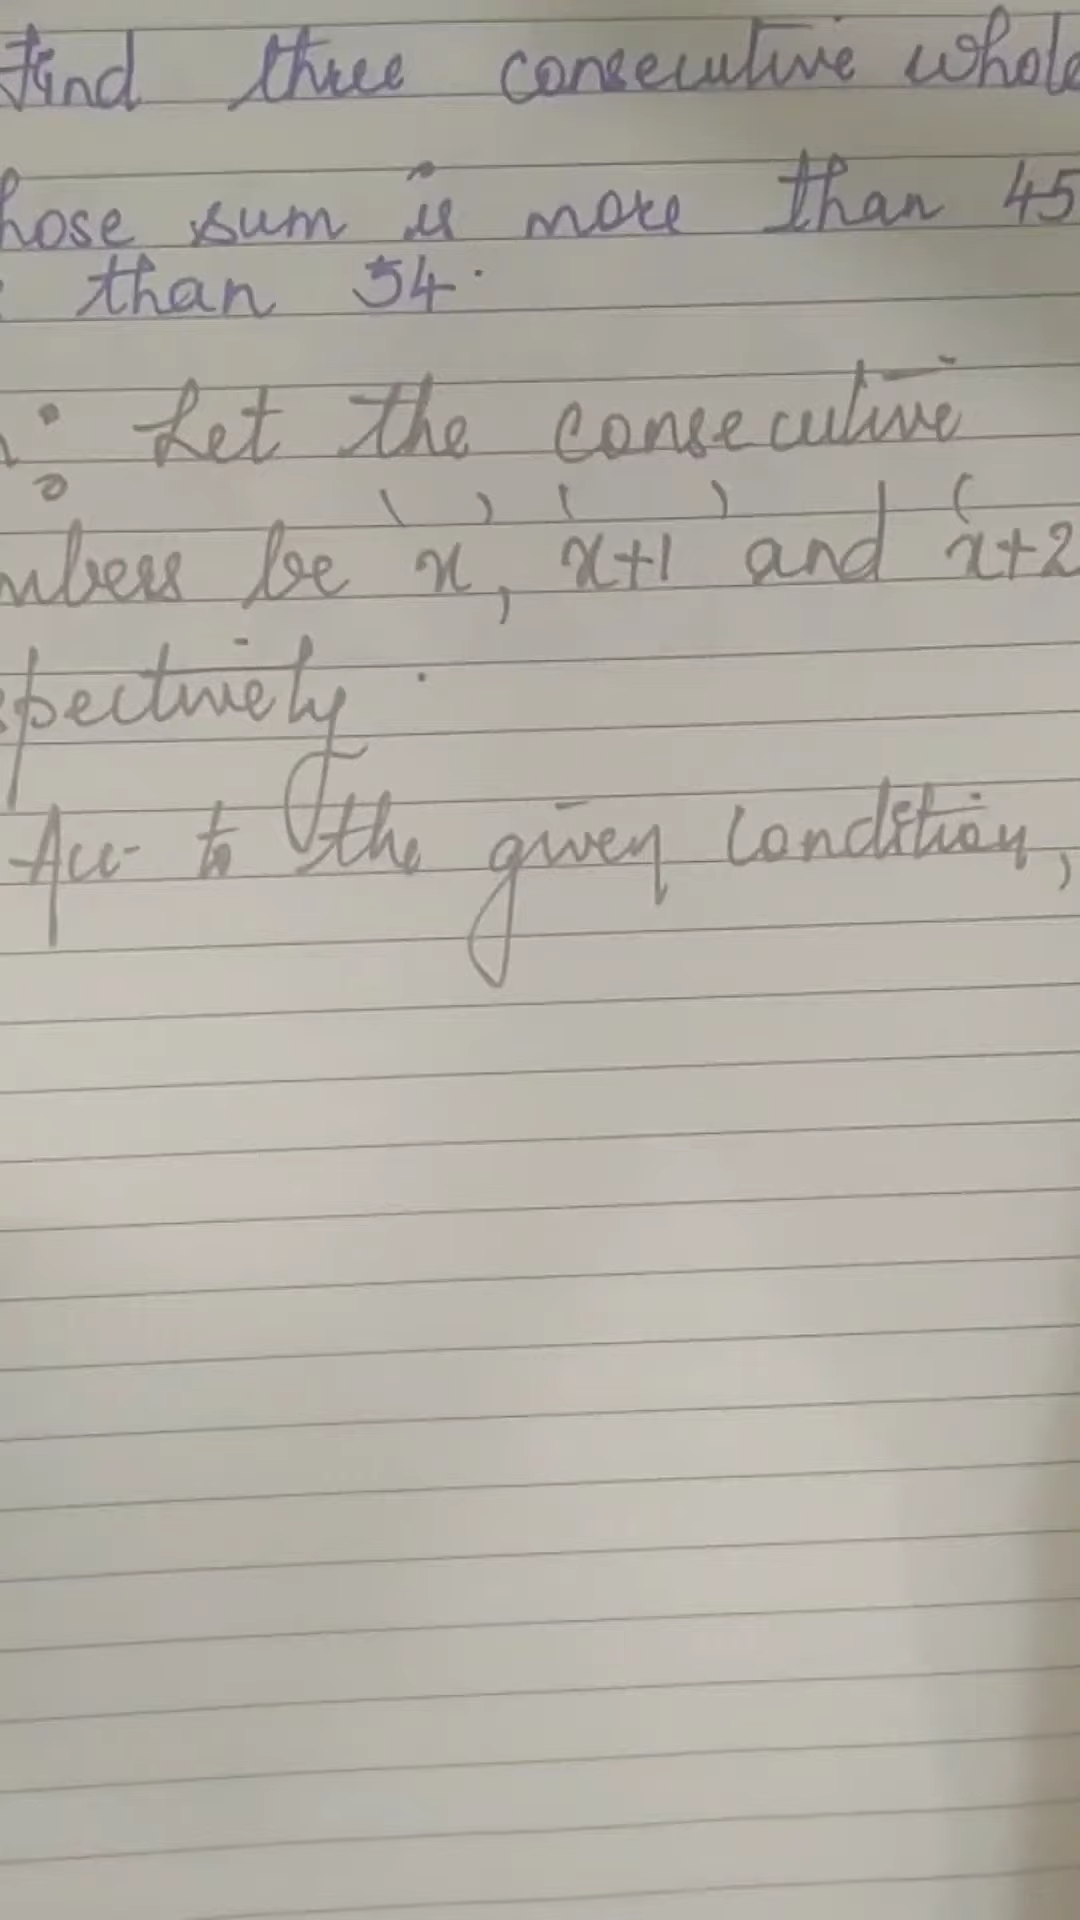 Find three consecutive whole
hose sum is more than 45
than 54.
Let the consecutive
mbers be x, x+1 and x+2
spectively.
Acc. to the given condition,